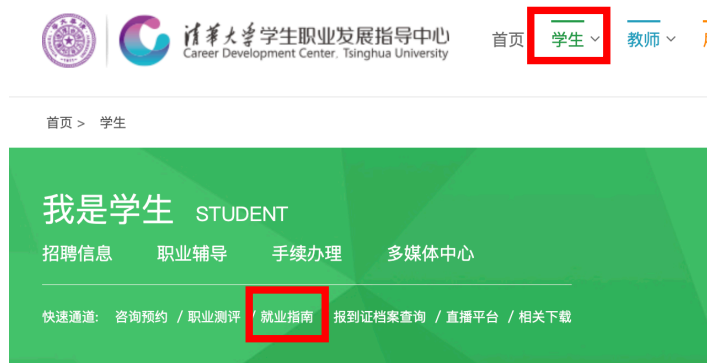 清华大学学生职业发展指导中心
Career Development Center, Tsinghua University
首页 学生 教师
首页 > 学生
我是学生 STUDENT
招聘信息 职业辅导 手续办理 多媒体中心
快速通道: 咨询预约 / 职业测评 / 就业指南 报到证档案查询 / 直播平台 / 相关下载